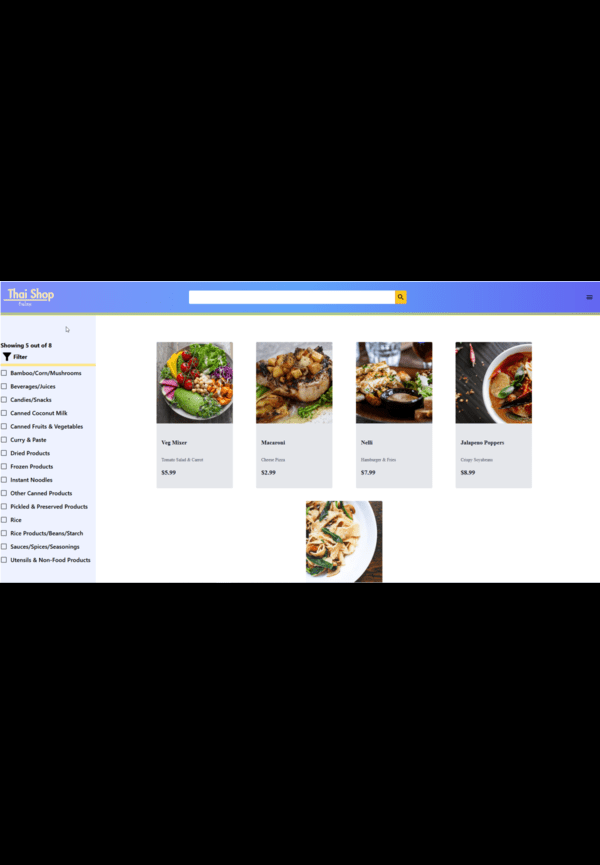 Thai Shop
Online
Showing 5 out of 8
Filter
Bamboo/Corn/Mushrooms
Beverages/Juices
Candies/Snacks
Canned Coconut Milk
Canned Fruits & Vegetables
Curry & Paste
Dried Products
Frozen Products
Instant Noodles
Other Canned Products
Pickled & Preserved Products
Rice
Rice Products/Beans/Starch
Sauces/Spices/Seasonings
Utensils & Non-Food Products
Veg Mixer
Tomato Salad & Carrot
$5.99
Macaroni
Cheese Pizza
$2.99
Nelli
Hamburger & Fries
$7.99
Jalapeno Poppers
Crispy Soyabeans
$8.99